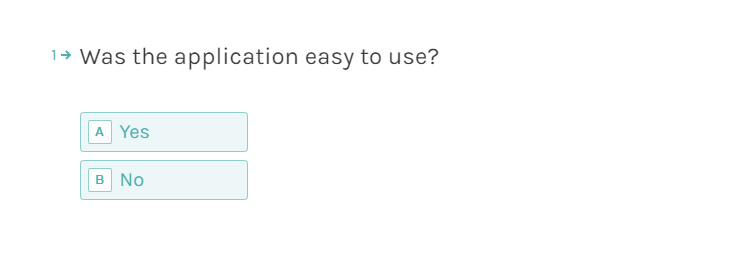 1→ Was the application easy to use?
A Yes
B No